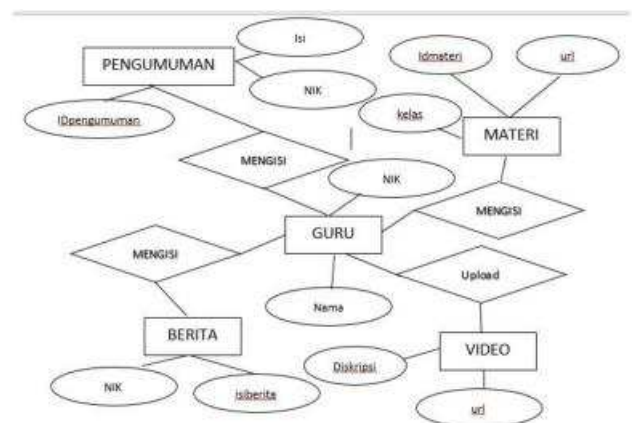 Isi
PENGUMUMAN
Idmateri
url
NIK
IDpengumuman
kelas
MATERI
MENGISI
NIK
MENGISI
GURU
MENGISI
Upload
Nama
BERITA
VIDEO
Diskripsi
NIK
isiberita
url